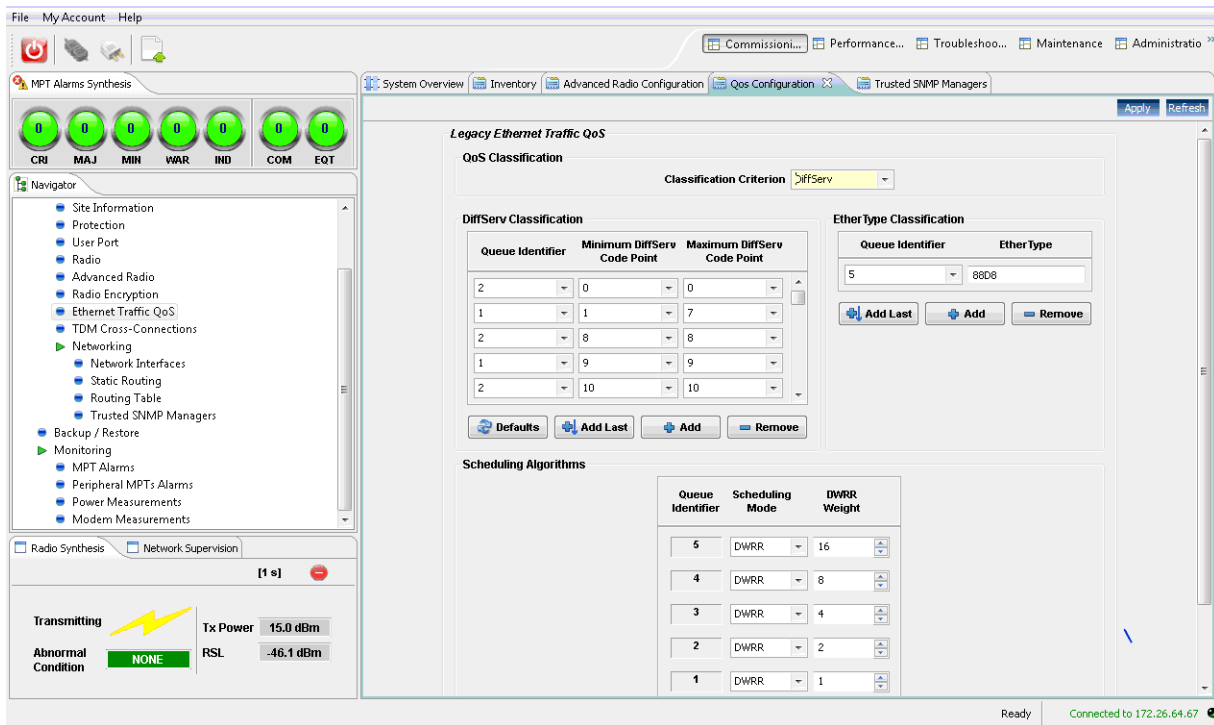 File My Account Help
Commissioni... Performance... Troubleshoo... Maintenance Administratio »
MPT Alarms Synthesis
0 0 0 0 0 0 0
CRI MAJ MIN WAR IND COM EQT
Navigator
Site Information
Protection
User Port
Radio
Advanced Radio
Radio Encryption
Ethernet Traffic QoS
TDM Cross-Connections
Networking
Network Interfaces
Static Routing
Routing Table
Trusted SNMP Managers
Backup / Restore
Monitoring
MPT Alarms
Peripheral MPTs Alarms
Power Measurements
Modem Measurements
Radio Synthesis Network Supervision
[1 s]
Transmitting
Tx Power 15.0 dBm
Abnormal Condition NONE
RSL -46.1 dBm
System Overview Inventory Advanced Radio Configuration Qos Configuration Trusted SNMP Managers
Apply Refresh
Legacy Ethernet Traffic QoS
QoS Classification
Classification Criterion DiffServ
DiffServ Classification
Queue Identifier Minimum DiffServ Code Point Maximum DiffServ Code Point
2 0 0
1 1 7
2 8 8
1 9 9
2 10 10
Defaults Add Last Add Remove
EtherType Classification
Queue Identifier EtherType
5 88D8
Add Last Add Remove
Scheduling Algorithms
Queue Identifier Scheduling Mode DWRR Weight
5 DWRR 16
4 DWRR 8
3 DWRR 4
2 DWRR 2
1 DWRR 1
Ready Connected to 172.26.64.67